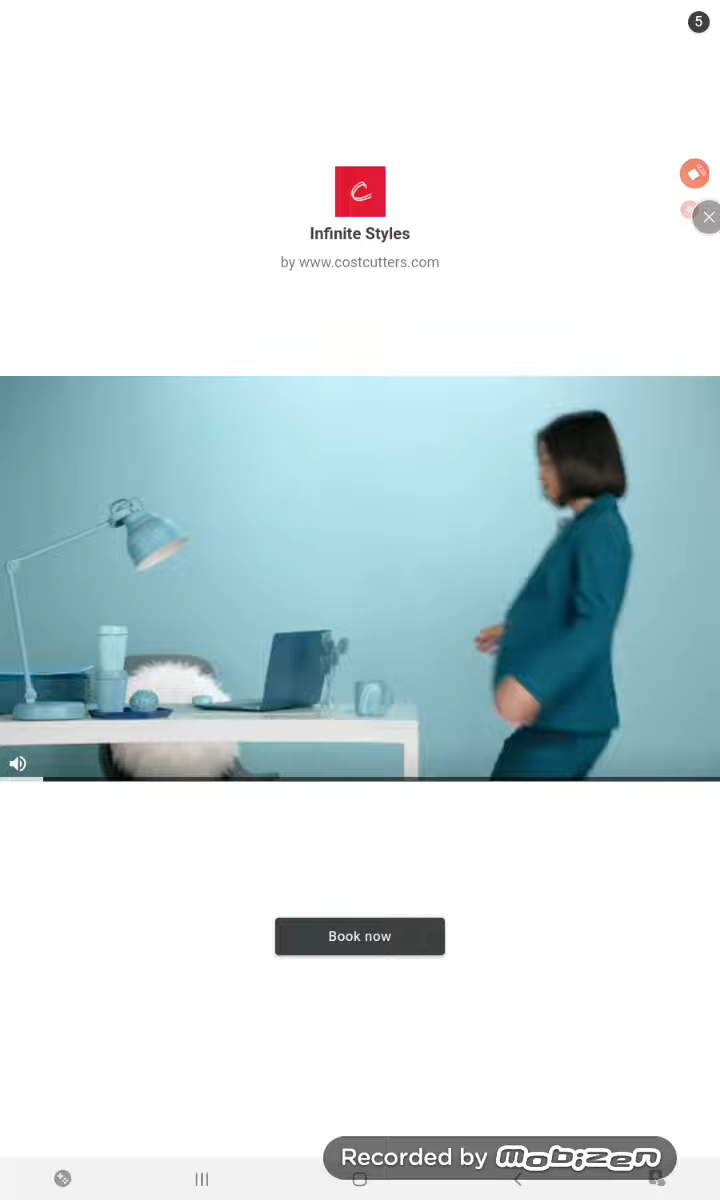 5
C
Infinite Styles
by www.costcutters.com
Book now
Recorded by mobizen